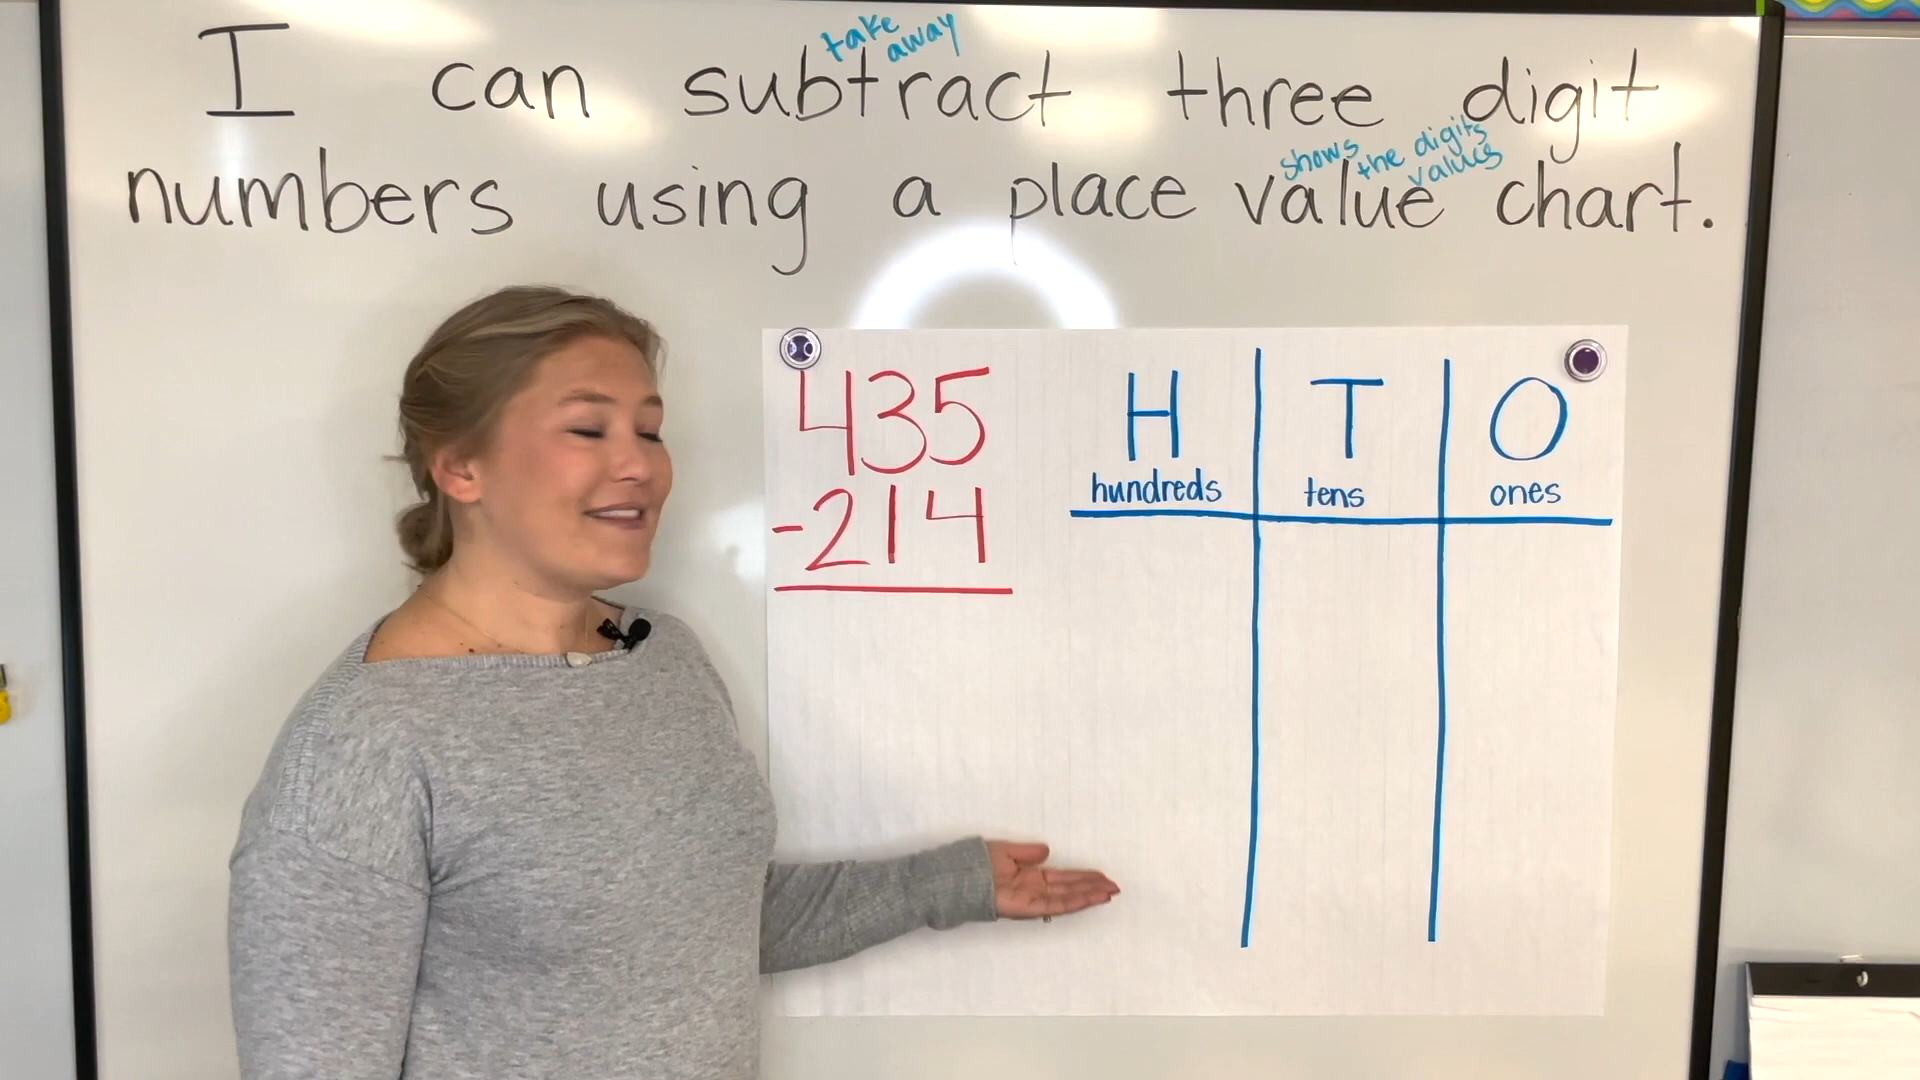 take
away
I can subtract three digit
shows the digits
values
numbers using a place value chart.
435
-214
H T O
hundreds tens ones